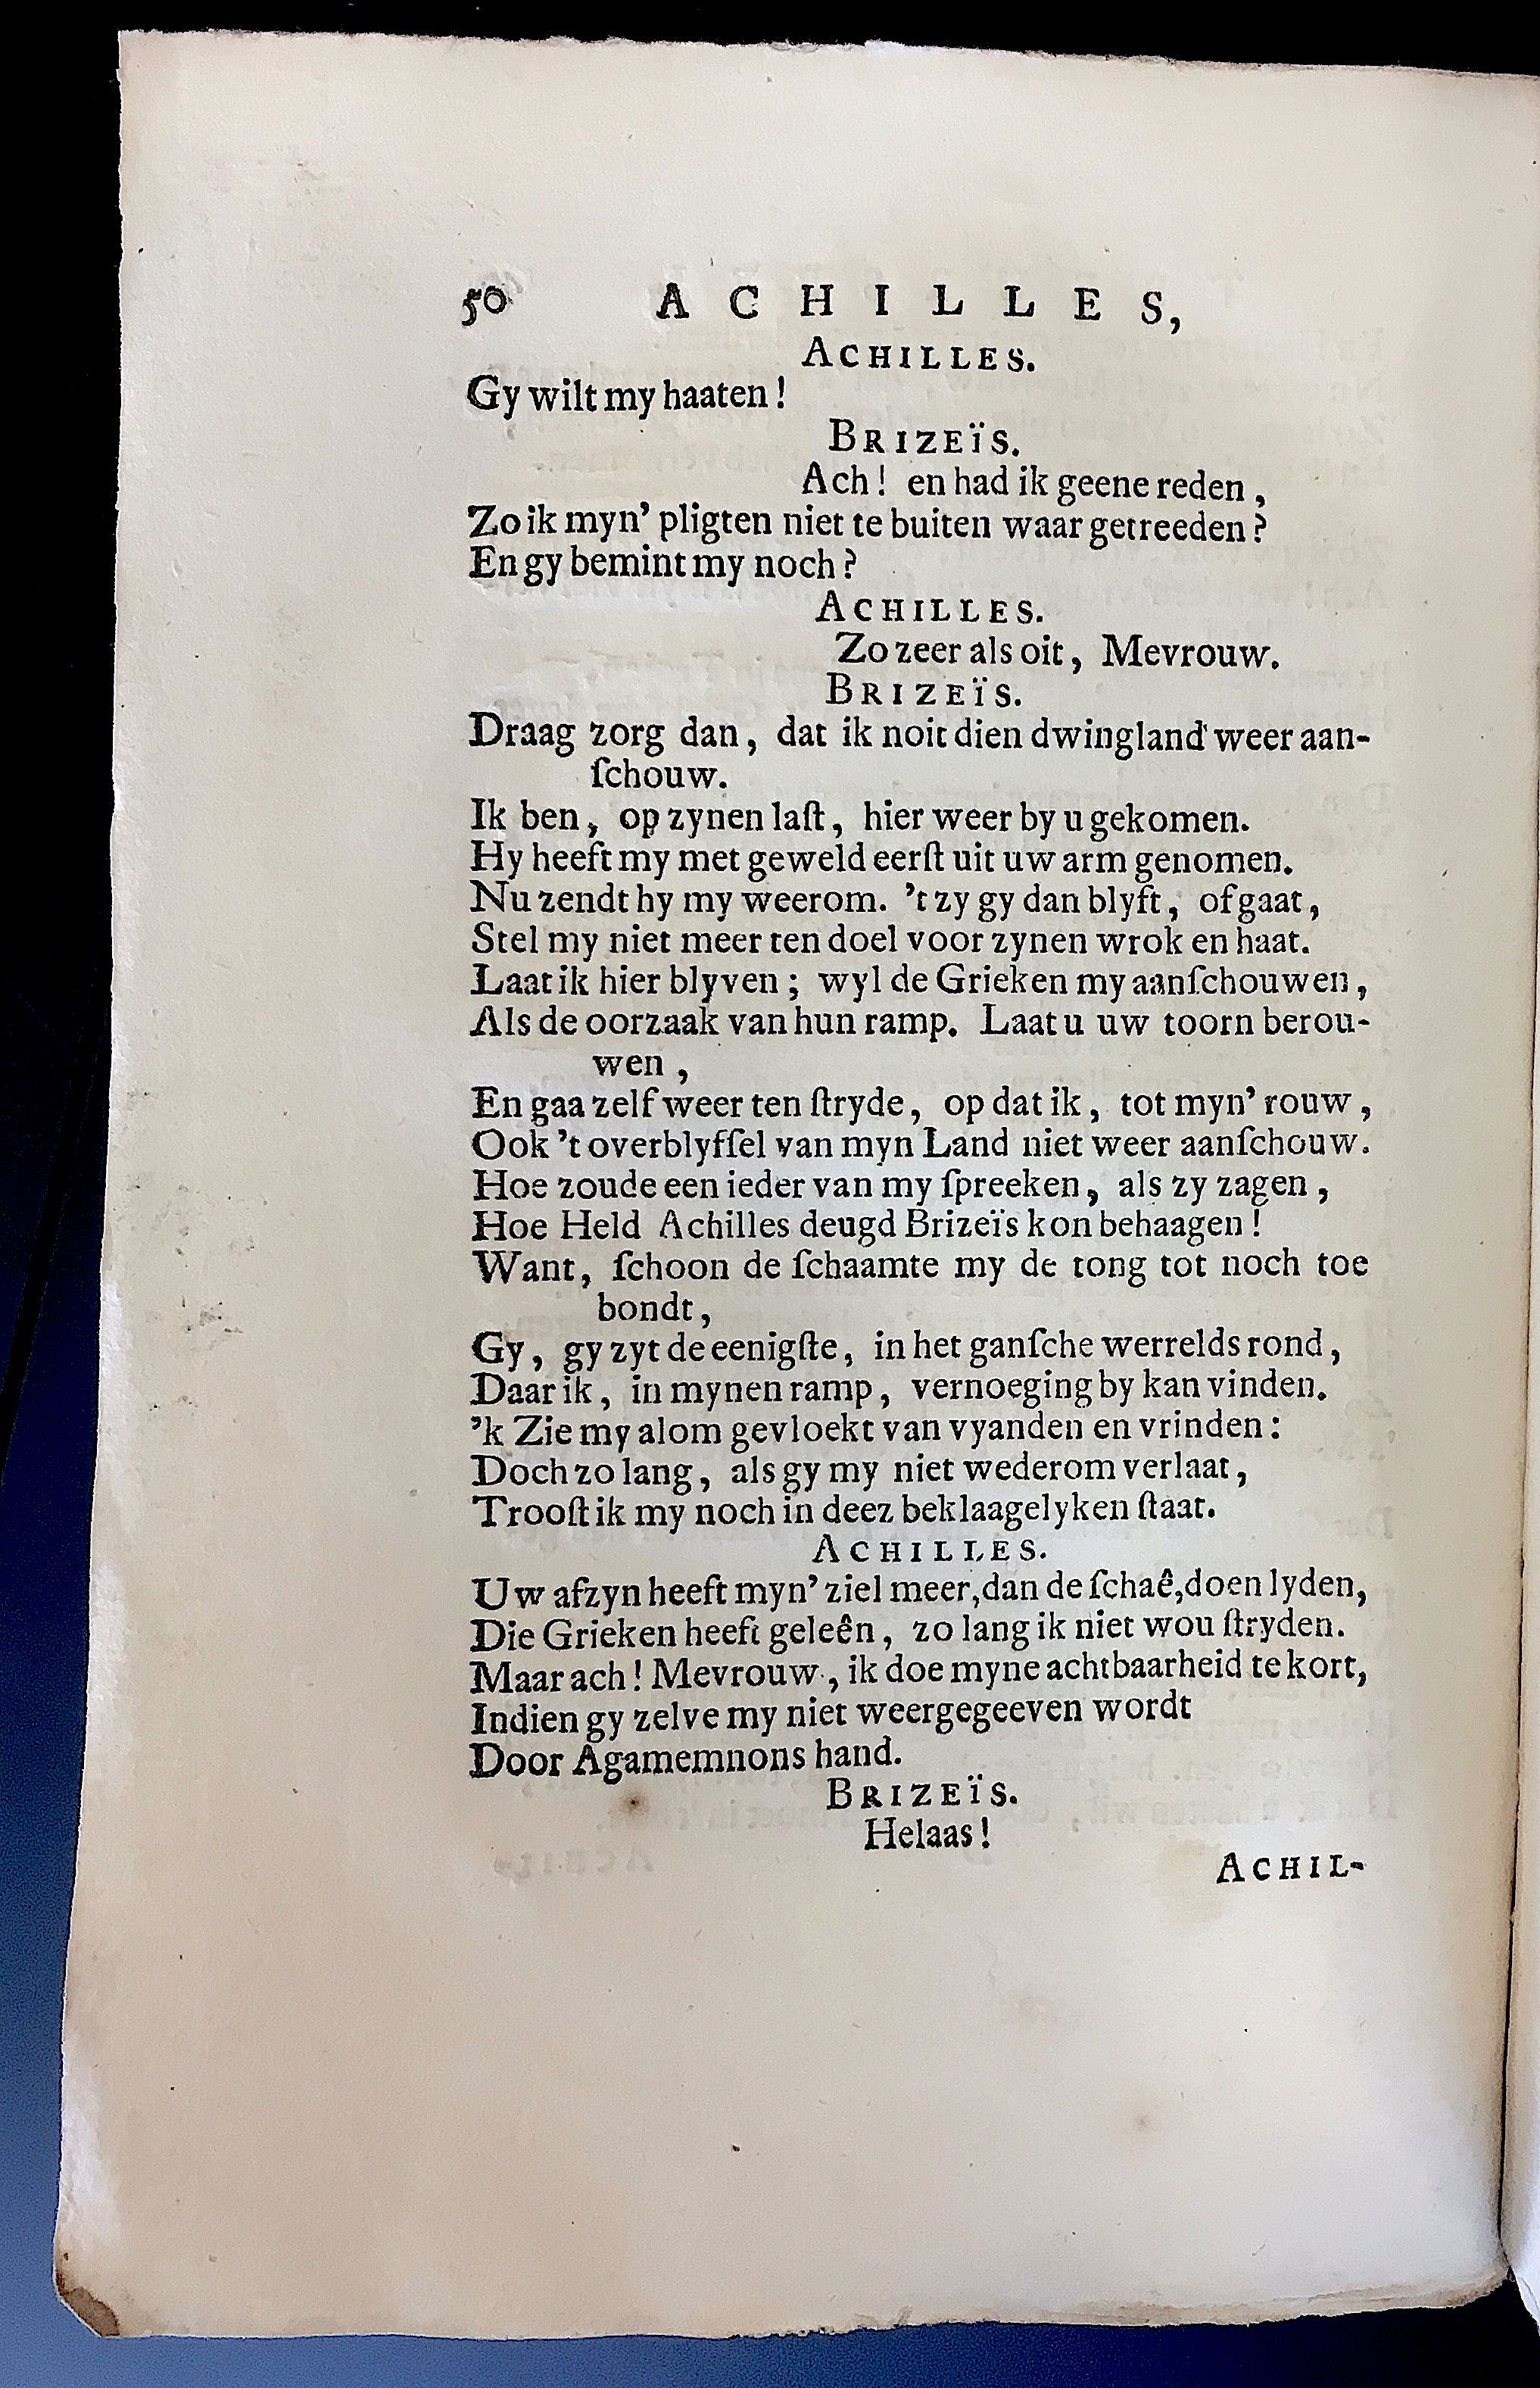 50 ACHILLES,
ACHILLES.
Gy wilt my haaten!
BRIZEÏS.
Ach! en had ik geene reden,
Zo ik myn' pligten niet te buiten waar getreeden?
En gy bemint my noch?
ACHILLES.
Zo zeer als oit, Mevrouw.
BRIZEÏS.
Draag zorg dan, dat ik noit dien dwingland weer aan-
ſchouw.
Ik ben, op zynen laſt, hier weer by u gekomen.
Hy heeft my met geweld eerſt uit uw arm genomen.
Nu zendt hy my weerom. 't zy gy dan blyft, of gaat,
Stel my niet meer ten doel voor zynen wrok en haat.
Laat ik hier blyven; wyl de Grieken my aanſchouwen,
Als de oorzaak van hun ramp. Laat u uw toorn berou-
wen,
En gaa zelf weer ten ſtryde, op dat ik, tot myn' rouw,
Ook 't overblyfſel van myn Land niet weer aanſchouw.
Hoe zoude een ieder van my ſpreeken, als zy zagen,
Hoe Held Achilles deugd Brizeïs kon behaagen!
Want, ſchoon de ſchaamte my de tong tot noch toe
bondt,
Gy, gy zyt de eenigſte, in het ganſche werrelds rond,
Daar ik, in mynen ramp, vernoeging by kan vinden.
'k Zie my alom gevloekt van vyanden en vrinden:
Doch zo lang, als gy my niet wederom verlaat,
Trooſt ik my noch in deez beklaagelyken ſtaat.
ACHILLES.
Uw afzyn heeft myn' ziel meer, dan de ſchaê, doen lyden,
Die Grieken heeft geleên, zo lang ik niet wou ſtryden.
Maar ach! Mevrouw, ik doe myne achtbaarheid te kort,
Indien gy zelve my niet weergegeeven wordt
Door Agamemnons hand.
BRIZEÏS.
Helaas!
ACHIL-